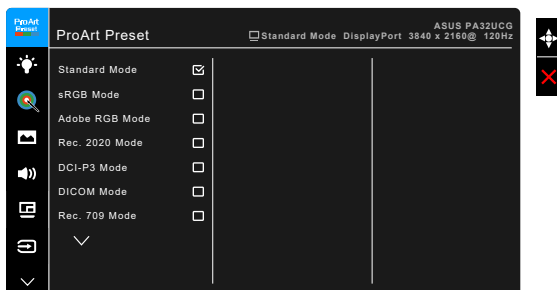 ProArt
Preset
ProArt Preset
ASUS PA32UCG
Standard Mode DisplayPort 3840 x 2160@ 120Hz
Standard Mode
sRGB Mode
Adobe RGB Mode
Rec. 2020 Mode
DCI-P3 Mode
DICOM Mode
Rec. 709 Mode